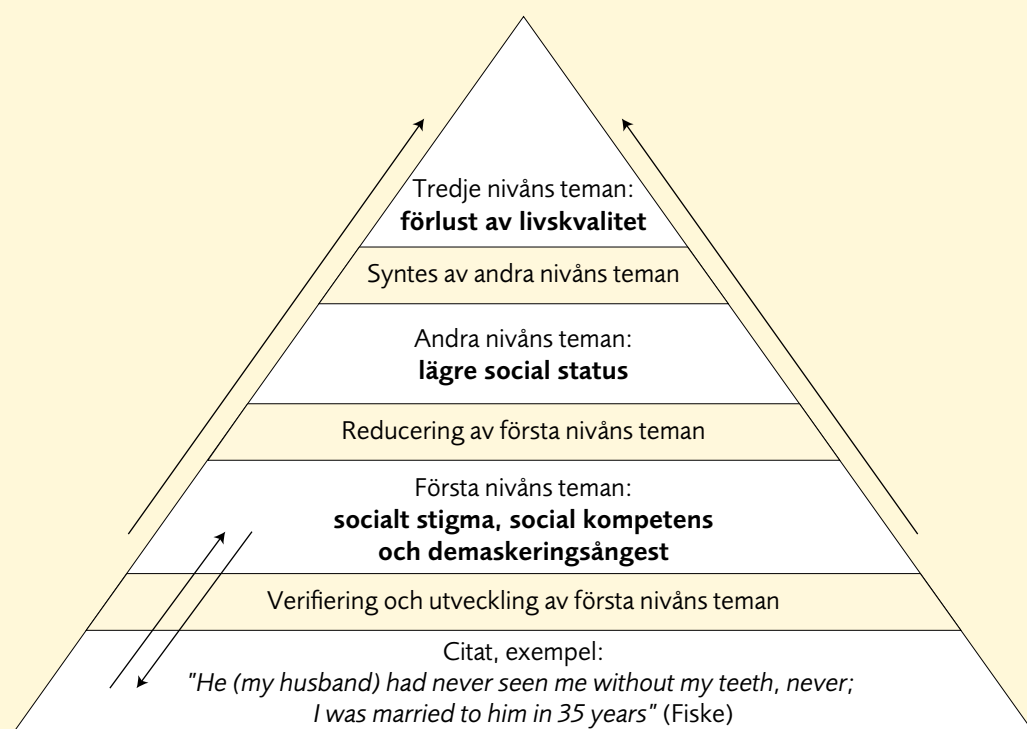 Tredje nivåns teman:
förlust av livskvalitet
Syntes av andra nivåns teman
Andra nivåns teman:
lägre social status
Reducering av första nivåns teman
Första nivåns teman:
socialt stigma, social kompetens
och demaskeringsångest
Verifiering och utveckling av första nivåns teman
Citat, exempel:
"He (my husband) had never seen me without my teeth, never;
I was married to him in 35 years" (Fiske)